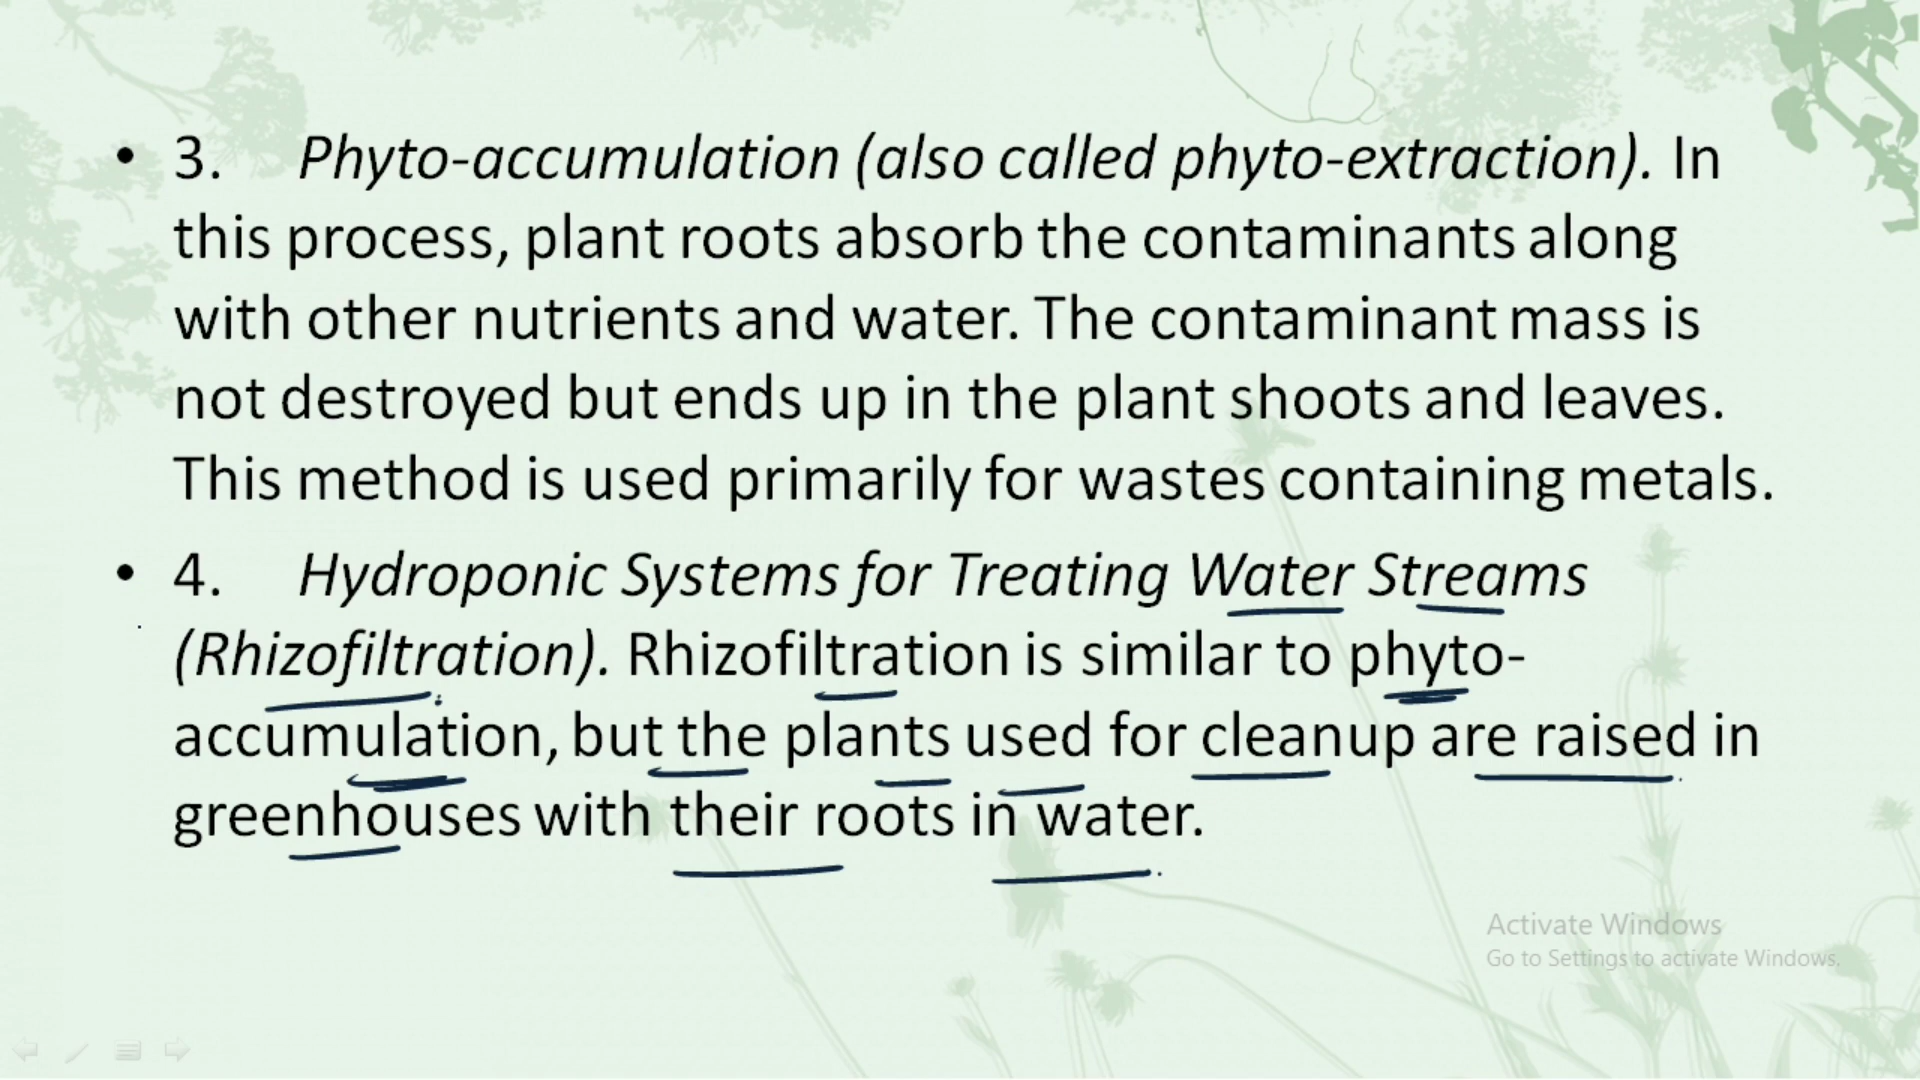 • 3. Phyto-accumulation (also called phyto-extraction). In
this process, plant roots absorb the contaminants along
with other nutrients and water. The contaminant mass is
not destroyed but ends up in the plant shoots and leaves.
This method is used primarily for wastes containing metals.
• 4. Hydroponic Systems for Treating Water Streams
(Rhizofiltration). Rhizofiltration is similar to phyto-
accumulation, but the plants used for cleanup are raised in
greenhouses with their roots in water.
Activate Windows
Go to Settings to activate Windows.